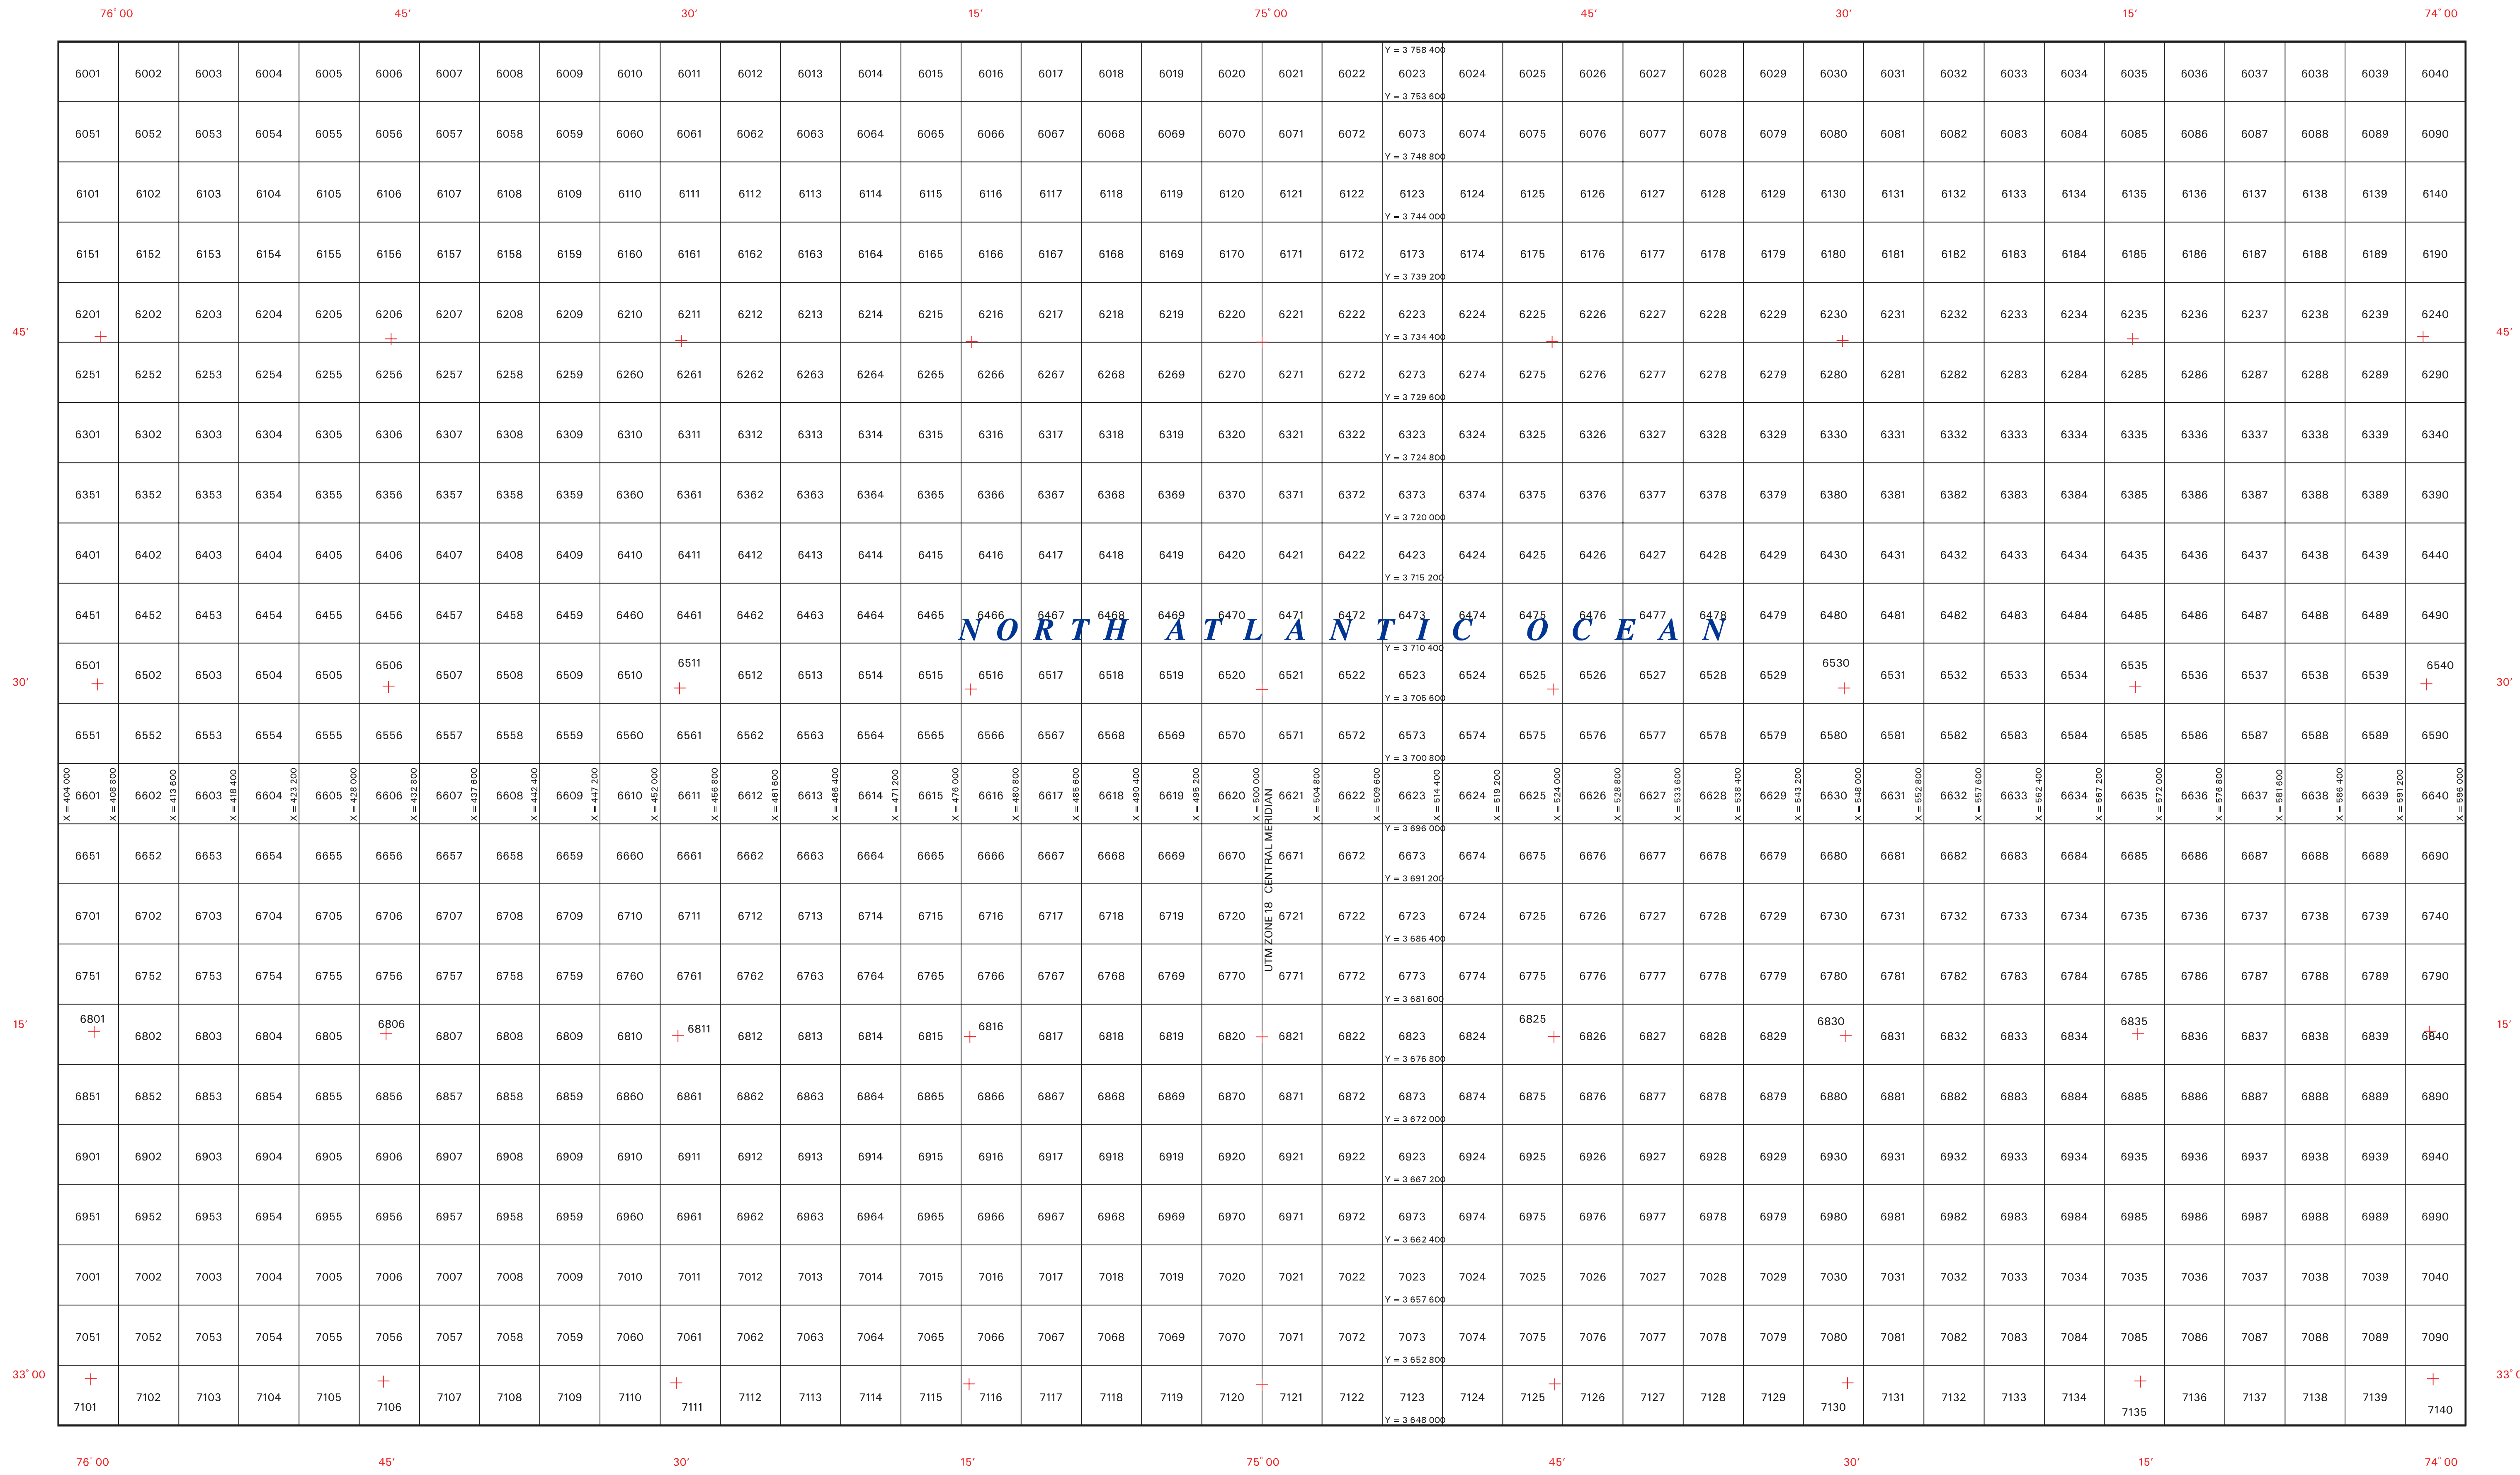 76° 00 45' 30' 15' 75° 00 45' 30' 15' 74° 00
Y = 3 758 400
6001 6002 6003 6004 6005 6006 6007 6008 6009 6010 6011 6012 6013 6014 6015 6016 6017 6018 6019 6020 6021 6022 6023 6024 6025 6026 6027 6028 6029 6030 6031 6032 6033 6034 6035 6036 6037 6038 6039 6040
Y = 3 753 600
6051 6052 6053 6054 6055 6056 6057 6058 6059 6060 6061 6062 6063 6064 6065 6066 6067 6068 6069 6070 6071 6072 6073 6074 6075 6076 6077 6078 6079 6080 6081 6082 6083 6084 6085 6086 6087 6088 6089 6090
Y = 3 748 800
6101 6102 6103 6104 6105 6106 6107 6108 6109 6110 6111 6112 6113 6114 6115 6116 6117 6118 6119 6120 6121 6122 6123 6124 6125 6126 6127 6128 6129 6130 6131 6132 6133 6134 6135 6136 6137 6138 6139 6140
Y = 3 744 000
6151 6152 6153 6154 6155 6156 6157 6158 6159 6160 6161 6162 6163 6164 6165 6166 6167 6168 6169 6170 6171 6172 6173 6174 6175 6176 6177 6178 6179 6180 6181 6182 6183 6184 6185 6186 6187 6188 6189 6190
Y = 3 739 200
6201 6202 6203 6204 6205 6206 6207 6208 6209 6210 6211 6212 6213 6214 6215 6216 6217 6218 6219 6220 6221 6222 6223 6224 6225 6226 6227 6228 6229 6230 6231 6232 6233 6234 6235 6236 6237 6238 6239 6240
45' Y = 3 734 400 45'
6251 6252 6253 6254 6255 6256 6257 6258 6259 6260 6261 6262 6263 6264 6265 6266 6267 6268 6269 6270 6271 6272 6273 6274 6275 6276 6277 6278 6279 6280 6281 6282 6283 6284 6285 6286 6287 6288 6289 6290
Y = 3 729 600
6301 6302 6303 6304 6305 6306 6307 6308 6309 6310 6311 6312 6313 6314 6315 6316 6317 6318 6319 6320 6321 6322 6323 6324 6325 6326 6327 6328 6329 6330 6331 6332 6333 6334 6335 6336 6337 6338 6339 6340
Y = 3 724 800
6351 6352 6353 6354 6355 6356 6357 6358 6359 6360 6361 6362 6363 6364 6365 6366 6367 6368 6369 6370 6371 6372 6373 6374 6375 6376 6377 6378 6379 6380 6381 6382 6383 6384 6385 6386 6387 6388 6389 6390
Y = 3 720 000
6401 6402 6403 6404 6405 6406 6407 6408 6409 6410 6411 6412 6413 6414 6415 6416 6417 6418 6419 6420 6421 6422 6423 6424 6425 6426 6427 6428 6429 6430 6431 6432 6433 6434 6435 6436 6437 6438 6439 6440
Y = 3 715 200
6451 6452 6453 6454 6455 6456 6457 6458 6459 6460 6461 6462 6463 6464 6465 6466 6467 6468 6469 6470 6471 6472 6473 6474 6475 6476 6477 6478 6479 6480 6481 6482 6483 6484 6485 6486 6487 6488 6489 6490
NORTH ATLANTIC OCEAN
Y = 3 710 400
6501 6502 6503 6504 6505 6506 6507 6508 6509 6510 6511 6512 6513 6514 6515 6516 6517 6518 6519 6520 6521 6522 6523 6524 6525 6526 6527 6528 6529 6530 6531 6532 6533 6534 6535 6536 6537 6538 6539 6540
30' 30'
Y = 3 705 600
6551 6552 6553 6554 6555 6556 6557 6558 6559 6560 6561 6562 6563 6564 6565 6566 6567 6568 6569 6570 6571 6572 6573 6574 6575 6576 6577 6578 6579 6580 6581 6582 6583 6584 6585 6586 6587 6588 6589 6590
Y = 3 700 800
X = 404 000 6601 X = 408 800 6602 X = 413 600 6603 X = 418 400 6604 X = 423 200 6605 X = 428 000 6606 X = 432 800 6607 X = 437 600 6608 X = 442 400 6609 X = 447 200 6610 X = 452 000 6611 X = 456 800 6612 X = 461 600 6613 X = 466 400 6614 X = 471 200 6615 X = 476 000 6616 X = 480 800 6617 X = 485 600 6618 X = 490 400 6619 X = 495 200 6620 X = 500 000 6621 X = 504 800 6622 X = 509 600 6623 X = 514 400 6624 X = 519 200 6625 X = 524 000 6626 X = 528 800 6627 X = 533 600 6628 X = 538 400 6629 X = 543 200 6630 X = 548 000 6631 X = 552 800 6632 X = 557 600 6633 X = 562 400 6634 X = 567 200 6635 X = 572 000 6636 X = 576 800 6637 X = 581 600 6638 X = 586 400 6639 X = 591 200 6640 X = 596 000
UTM ZONE 18 CENTRAL MERIDIAN
Y = 3 696 000
6651 6652 6653 6654 6655 6656 6657 6658 6659 6660 6661 6662 6663 6664 6665 6666 6667 6668 6669 6670 6671 6672 6673 6674 6675 6676 6677 6678 6679 6680 6681 6682 6683 6684 6685 6686 6687 6688 6689 6690
Y = 3 691 200
6701 6702 6703 6704 6705 6706 6707 6708 6709 6710 6711 6712 6713 6714 6715 6716 6717 6718 6719 6720 6721 6722 6723 6724 6725 6726 6727 6728 6729 6730 6731 6732 6733 6734 6735 6736 6737 6738 6739 6740
Y = 3 686 400
6751 6752 6753 6754 6755 6756 6757 6758 6759 6760 6761 6762 6763 6764 6765 6766 6767 6768 6769 6770 6771 6772 6773 6774 6775 6776 6777 6778 6779 6780 6781 6782 6783 6784 6785 6786 6787 6788 6789 6790
Y = 3 681 600
15' 15'
6801 6802 6803 6804 6805 6806 6807 6808 6809 6810 6811 6812 6813 6814 6815 6816 6817 6818 6819 6820 6821 6822 6823 6824 6825 6826 6827 6828 6829 6830 6831 6832 6833 6834 6835 6836 6837 6838 6839 6840
Y = 3 676 800
6851 6852 6853 6854 6855 6856 6857 6858 6859 6860 6861 6862 6863 6864 6865 6866 6867 6868 6869 6870 6871 6872 6873 6874 6875 6876 6877 6878 6879 6880 6881 6882 6883 6884 6885 6886 6887 6888 6889 6890
Y = 3 672 000
6901 6902 6903 6904 6905 6906 6907 6908 6909 6910 6911 6912 6913 6914 6915 6916 6917 6918 6919 6920 6921 6922 6923 6924 6925 6926 6927 6928 6929 6930 6931 6932 6933 6934 6935 6936 6937 6938 6939 6940
Y = 3 667 200
6951 6952 6953 6954 6955 6956 6957 6958 6959 6960 6961 6962 6963 6964 6965 6966 6967 6968 6969 6970 6971 6972 6973 6974 6975 6976 6977 6978 6979 6980 6981 6982 6983 6984 6985 6986 6987 6988 6989 6990
Y = 3 662 400
7001 7002 7003 7004 7005 7006 7007 7008 7009 7010 7011 7012 7013 7014 7015 7016 7017 7018 7019 7020 7021 7022 7023 7024 7025 7026 7027 7028 7029 7030 7031 7032 7033 7034 7035 7036 7037 7038 7039 7040
Y = 3 657 600
7051 7052 7053 7054 7055 7056 7057 7058 7059 7060 7061 7062 7063 7064 7065 7066 7067 7068 7069 7070 7071 7072 7073 7074 7075 7076 7077 7078 7079 7080 7081 7082 7083 7084 7085 7086 7087 7088 7089 7090
Y = 3 652 800
33° 00 33° 0
7101 7102 7103 7104 7105 7106 7107 7108 7109 7110 7111 7112 7113 7114 7115 7116 7117 7118 7119 7120 7121 7122 7123 7124 7125 7126 7127 7128 7129 7130 7131 7132 7133 7134 7135 7136 7137 7138 7139 7140
Y = 3 648 000
76° 00 45' 30' 15' 75° 00 45' 30' 15' 74° 00